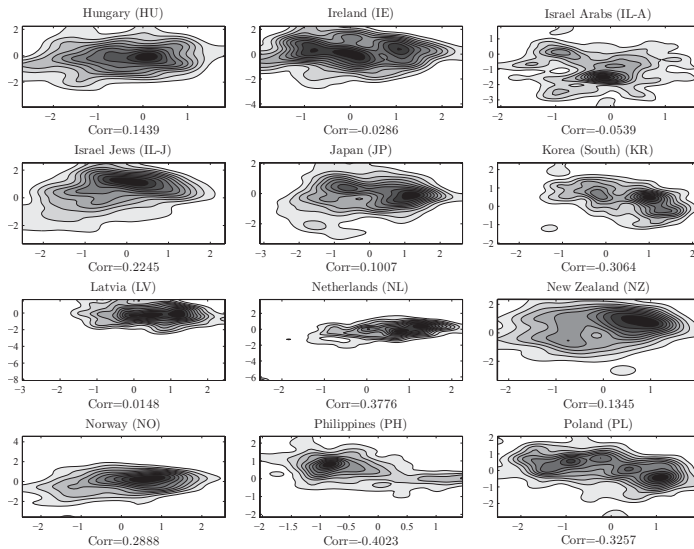 Hungary (HU) Ireland (IE) Israel Arabs (IL-A)
2 2 1
0 0 0
-1
-2 -2 -2
-4 -3
-2 -1 0 1 -1 0 1 -2 -1 0 1
Corr=0.1439 Corr=-0.0286 Corr=-0.0539
Israel Jews (IL-J) Japan (JP) Korea (South) (KR)
2 2 2
1
0 0 0
-1
-2 -2 -2
-2 -1 0 1 2 -3 -2 -1 0 1 2 -2 -1 0 1 2
Corr=0.2245 Corr=0.1007 Corr=-0.3064
Latvia (LV) Netherlands (NL) New Zealand (NZ)
0 2 2
-2 0 0
-4 -2
-6 -4 -2
-8 -6
-3 -2 -1 0 1 2 -2 -1 0 1 2 -2 -1 0 1
Corr=0.0148 Corr=0.3776 Corr=0.1345
Norway (NO) Philippines (PH) Poland (PL)
4 2 2
2 1 1
0 0 0
-2 -1 -1
-2 -2
-2 -1 0 1 2 -2 -1.5 -1 -0.5 0 0.5 1 -2 -1 0 1
Corr=0.2888 Corr=-0.4023 Corr=-0.3257